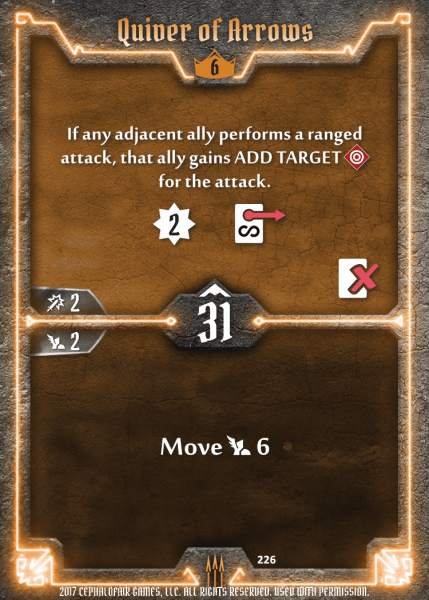 Quiver of Arrows
6
If any adjacent ally performs a ranged
attack, that ally gains ADD TARGET
for the attack.
2
2
31
2
Move 6
226
2017 CEPHALOFAIR GAMES, LLC. ALL RIGHTS RESERVED. USED WITH PERMISSION.